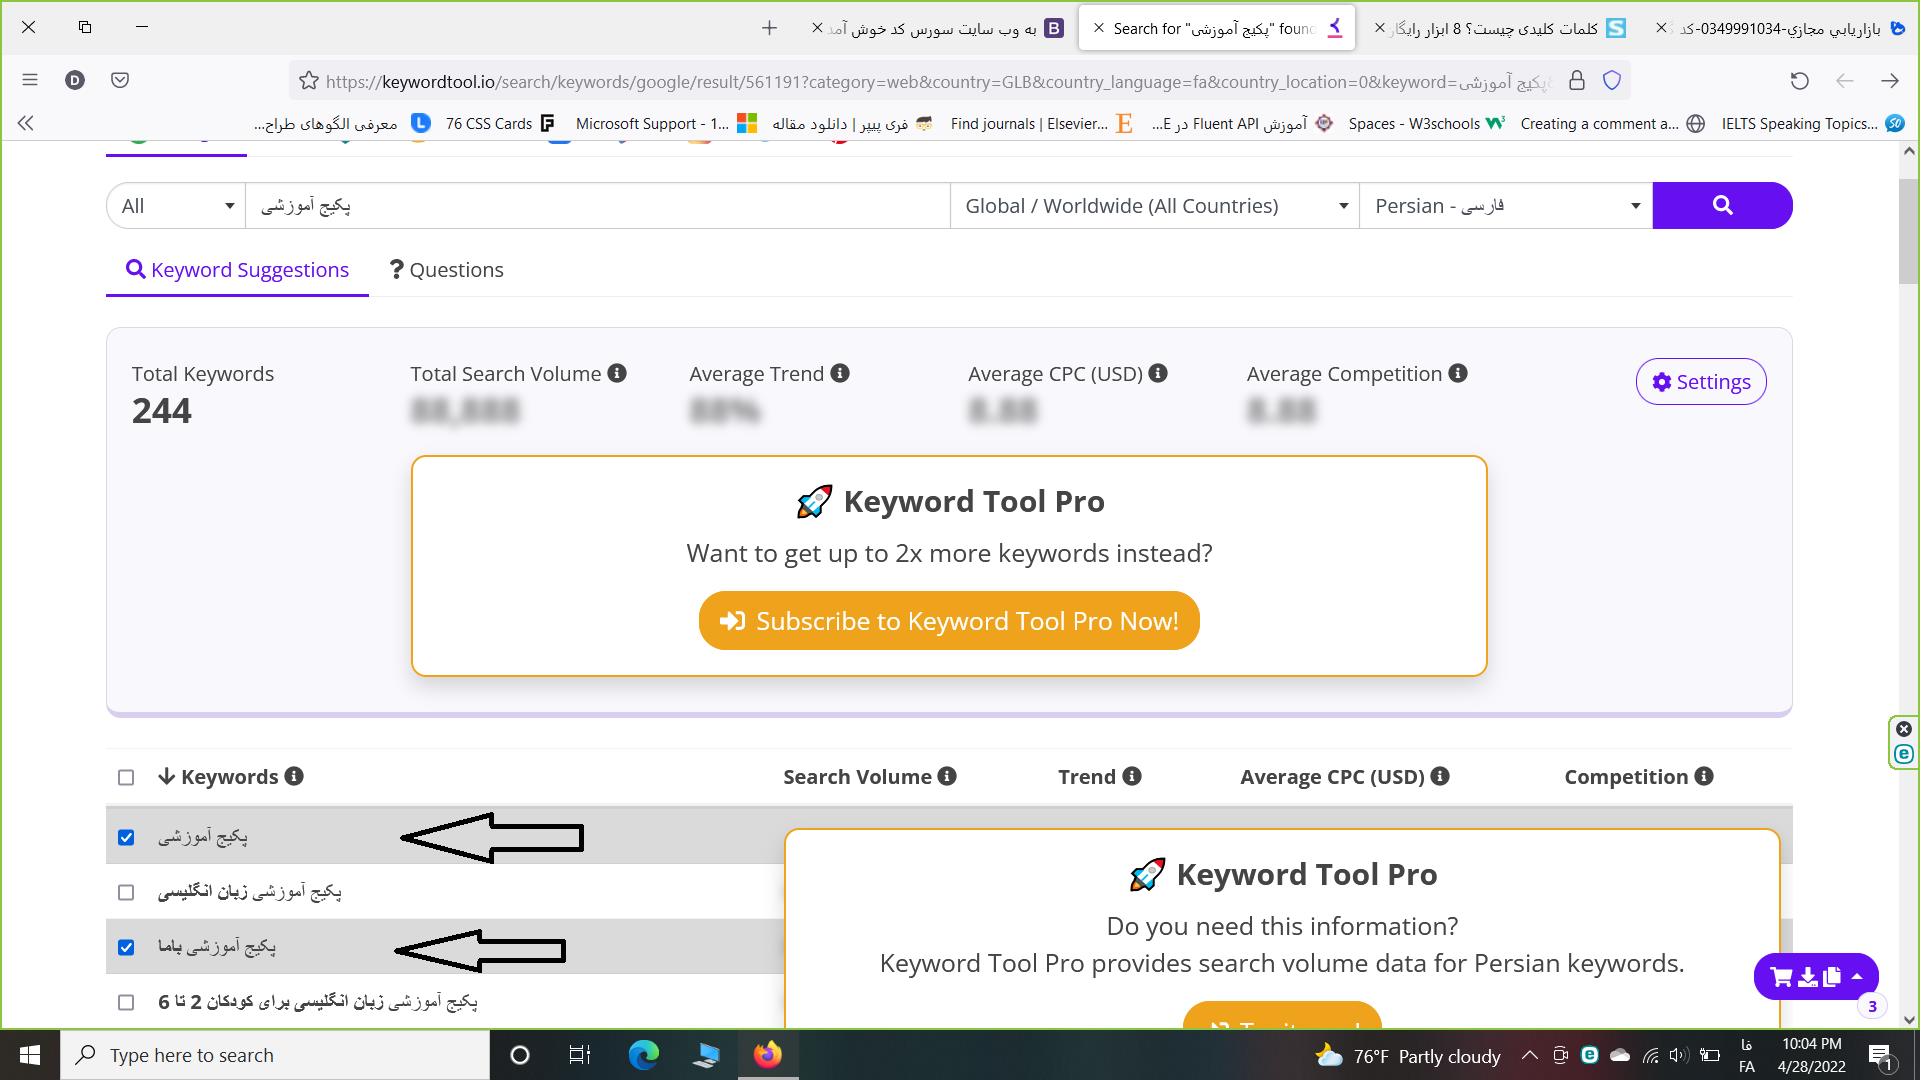 به وب سایت سورس کد خوش آمد
Search for "پکیج آموزشی" foun
کلمات کلیدی چیست؟ 8 ابزار رایگار
بازاریابي مجازي-0349991034-کد
https://keywordtool.io/search/keywords/google/result/561191?category=web&country=GLB&country_language=fa&country_location=0&keyword=پکیج آموزشی
معرفی الگوهای طراح...
76 CSS Cards
Microsoft Support - 1...
فری پیپر | دانلود مقاله
Find journals | Elsevier...
آموزش Fluent API در E...
Spaces - W3schools
Creating a comment a...
IELTS Speaking Topics...
All
پکیج آموزشی
Global / Worldwide (All Countries)
Persian - فارسی
Keyword Suggestions
? Questions
Total Keywords
244
Total Search Volume
Average Trend
Average CPC (USD)
Average Competition
Settings
Keyword Tool Pro
Want to get up to 2x more keywords instead?
Subscribe to Keyword Tool Pro Now!
Keywords
Search Volume
Trend
Average CPC (USD)
Competition
پکیج آموزشی
پکیج آموزشی زبان انگلیسی
پکیج آموزشی باما
پکیج آموزشی زبان انگلیسی برای کودکان 2 تا 6
Keyword Tool Pro
Do you need this information?
Keyword Tool Pro provides search volume data for Persian keywords.
3
Type here to search
76°F Partly cloudy
فا
FA
10:04 PM
4/28/2022
1